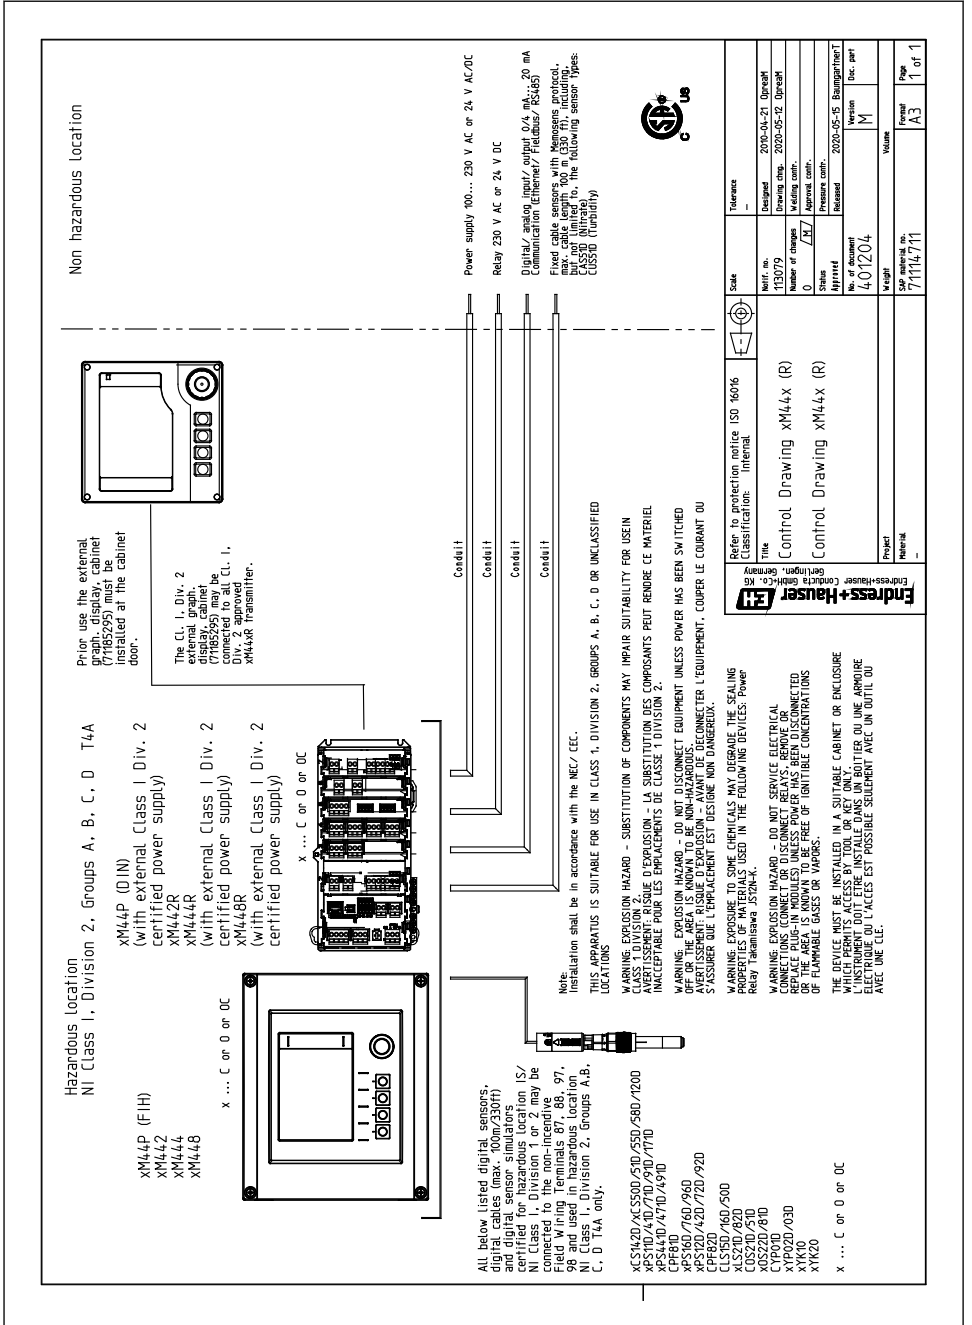 Hazardous location
NI Class I, Division 2, Groups A, B, C, D   T4A
Non hazardous location
xM44P (FIH)
xM442
xM444
xM448
x ... C or O or OC
xM44P (DIN)
(with external Class I Div. 2
certified power supply)
xM42R
xM444R
(with external Class I Div. 2
certified power supply)
xM448R
(with external Class I Div. 2
certified power supply)
x ... C or O or OC
Prior use the external
graph. display, cabinet
(71185295) must be
installed at the cabinet
door.
The Cl. I, Div. 2
external graph.
display, cabinet
(71185295) may be
connected to all Cl. I,
Div. 2 approved
xM44xR transmitter.
Conduit
Conduit
Conduit
Conduit
Power supply 100... 230 V AC or 24 V AC/DC
Relay 230 V AC or 24 V DC
Digital/ analog input/ output 0/4 mA... 20 mA
Communication (Ethernet/ Fieldbus/ RS485)
Fixed cable sensors with Memosens protocol,
max. cable length 100 m (330 ft), including,
but not limited to, the following sensor types:
CAS51D (Nitrate)
CUS51D (Turbidity)
All below listed digital sensors,
digital cables (max. 100m/330ft)
and digital sensor simulators
certified for hazardous location IS/
NI Class I, Division 1 or 2 may be
connected to the non-incendive
Field Wiring Terminals 87, 88, 97,
98 and used in hazardous location
NI Class I, Division 2, Groups A,B,
C, D T4A only.
xCS142D/xCS50D/51D/55D/58D/120D
xPS11D/41D/71D/91D/171D
xPS441D/471D/491D
CPF81D
xPS16D/76D/96D
xPS12D/42D/72D/92D
CPF82D
CLS15D/16D/50D
xLS21D/82D
COS21D/51D
xOS22D/81D
CYP01D
xYP02D/03D
xYK10
xYK20
x ... C or O or OC
Note:
Installation shall be in accordance with the NEC/ CEC.
THIS APPARATUS IS SUITABLE FOR USE IN CLASS 1, DIVISION 2, GROUPS A, B, C, D OR UNCLASSIFIED
LOCATIONS
WARNING: EXPLOSION HAZARD - SUBSTITUTION OF COMPONENTS MAY IMPAIR SUITABILITY FOR USEIN
CLASS 1 DIVISION 2.
AVERTISSEMENT: RISQUE D'EXPLOSION - LA SUBSTITUTION DES COMPOSANTS PEUT RENDRE CE MATERIEL
INACCEPTABLE POUR LES EMPLACEMENTS DE CLASSE 1 DIVISION 2.
WARNING: EXPLOSION HAZARD - DO NOT DISCONNECT EQUIPMENT UNLESS POWER HAS BEEN SWITCHED
OFF OR THE AREA IS KNOWN TO BE NON-HAZARDOUS.
AVERTISSEMENT: RISQUE D'EXPLOSION - AVANT DE DECONNECTER L'EQUIPEMENT, COUPER LE COURANT OU
S'ASSURER QUE L'EMPLACEMENT EST DESIGNE NON DANGEREUX.
WARNING: EXPOSURE TO SOME CHEMICALS MAY DEGRADE THE SEALING
PROPERTIES OF MATERIALS USED IN THE FOLLOWING DEVICES: Power
Relay Takamisawa JS12N-K.
WARNING: EXPLOSION HAZARD - DO NOT SERVICE ELECTRICAL
CONNECTIONS (CONNECT OR DISCONNECT RELAYS, REMOVE OR
REPLACE PLUG-IN MODULES) UNLESS POWER HAS BEEN DISCONNECTED
OR THE AREA IS KNOWN TO BE FREE OF IGNITIBLE CONCENTRATIONS
OF FLAMMABLE GASES OR VAPORS.
THE DEVICE MUST BE INSTALLED IN A SUITABLE CABINET OR ENCLOSURE
WHICH PERMITS ACCESS BY TOOL OR KEY ONLY.
L'INSTRUMENT DOIT ETRE INSTALLE DANS UN BOITIER OU UNE ARMOIRE
ELECTRIQUE OU L'ACCES EST POSSIBLE SEULEMENT AVEC UN OUTIL OU
AVEC UNE CLE.
C SA US
Endress+Hauser
EH
Endress+Hauser Conducta GmbH+Co. KG
Gerlingen, Germany
Refer to protection notice ISO 16016
Classification:   Internal
Title
Control Drawing xM44x (R)
Control Drawing xM44x (R)
Project
Material
-
Scale
Tolerance
-
Notif. no.
113079
Number of changes
0 /M/
Status
Approved
No. of document
401204
Weight
Volume
SAP material no.
71114711
Designed 2010-04-21 OpreaM
Drawing chng. 2020-05-12 OpreaM
Welding contr.
Approval contr.
Pressure contr.
Released 2020-05-15 BaumgartnerT
Version
M
Doc. part
Format
A3
Page
1 of 1